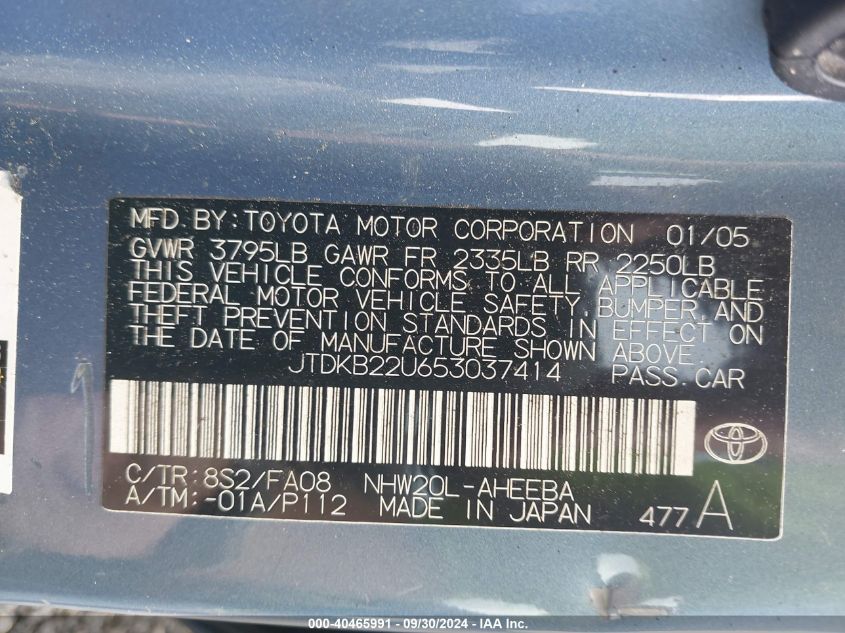 MFD. BY: TOYOTA MOTOR CORPORATION 01/05
GVWR 3795LB GAWR FR 2335LB RR 2250LB
THIS VEHICLE CONFORMS TO ALL APPLICABLE
FEDERAL MOTOR VEHICLE SAFETY, BUMPER, AND
THEFT PREVENTION STANDARDS IN EFFECT ON
THE DATE OF MANUFACTURE SHOWN ABOVE.
JTDKB22U653037414 PASS. CAR
C/TR: 8S2/FA08 NHW20L-AHEEBA
A/TM: -01A/P112 MADE IN JAPAN 477 A
000-40465991 - 09/30/2024 - IAA Inc.